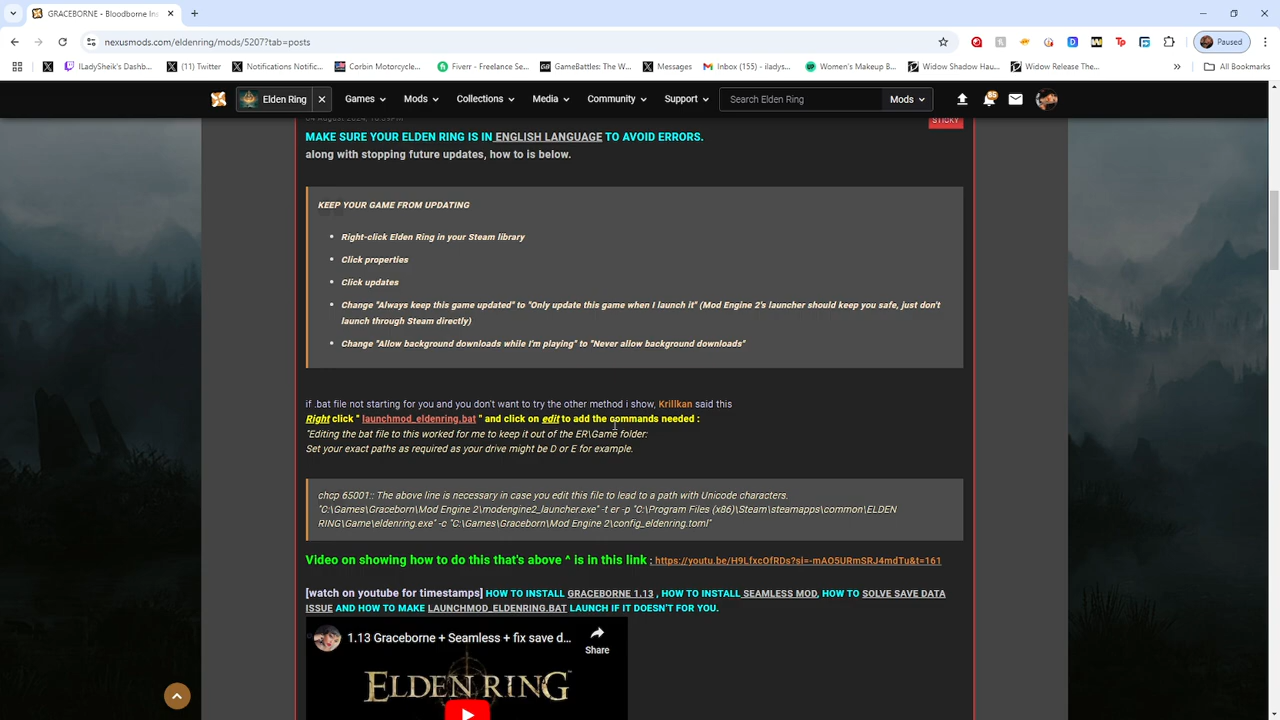 GRACEBORNE - Bloodborne Ins
nexusmods.com/eldenring/mods/5207?tab=posts
Paused
ILadySheik's Dashb...
(11) Twitter
Notifications Notific...
Corbin Motorcycle...
Fiverr - Freelance Se...
GameBattles: The W...
Messages
Inbox (155) - iladys...
Women's Makeup B...
Widow Shadow Hau...
Widow Release The...
All Bookmarks
Elden Ring
Games
Mods
Collections
Media
Community
Support
Search Elden Ring
Mods
85
04 August 2024, 10:39PM
STICKY
MAKE SURE YOUR ELDEN RING IS IN ENGLISH LANGUAGE TO AVOID ERRORS.
along with stopping future updates, how to is below.
KEEP YOUR GAME FROM UPDATING
Right-click Elden Ring in your Steam library
Click properties
Click updates
Change "Always keep this game updated" to "Only update this game when I launch it" (Mod Engine 2's launcher should keep you safe, just don't
launch through Steam directly)
Change "Allow background downloads while I'm playing" to "Never allow background downloads"
if .bat file not starting for you and you don't want to try the other method i show, Krillkan said this
Right click " launchmod_eldenring.bat " and click on edit to add the commands needed :
"Editing the bat file to this worked for me to keep it out of the ER\Game folder:
Set your exact paths as required as your drive might be D or E for example.
chcp 65001:: The above line is necessary in case you edit this file to lead to a path with Unicode characters.
"C:\Games\Graceborn\Mod Engine 2\modengine2_launcher.exe" -t er -p "C:\Program Files (x86)\Steam\steamapps\common\ELDEN
RING\Game\eldenring.exe" -c "C:\Games\Graceborn\Mod Engine 2\config_eldenring.toml"
Video on showing how to do this that's above ^ is in this link : https://youtu.be/H9LfxcOfRDs?si=-mAO5URmSRJ4mdTu&t=161
[watch on youtube for timestamps] HOW TO INSTALL GRACEBORNE 1.13 , HOW TO INSTALL SEAMLESS MOD, HOW TO SOLVE SAVE DATA
ISSUE AND HOW TO MAKE LAUNCHMOD_ELDENRING.BAT LAUNCH IF IT DOESN'T FOR YOU.
1.13 Graceborne + Seamless + fix save d...
Share
ELDEN RING